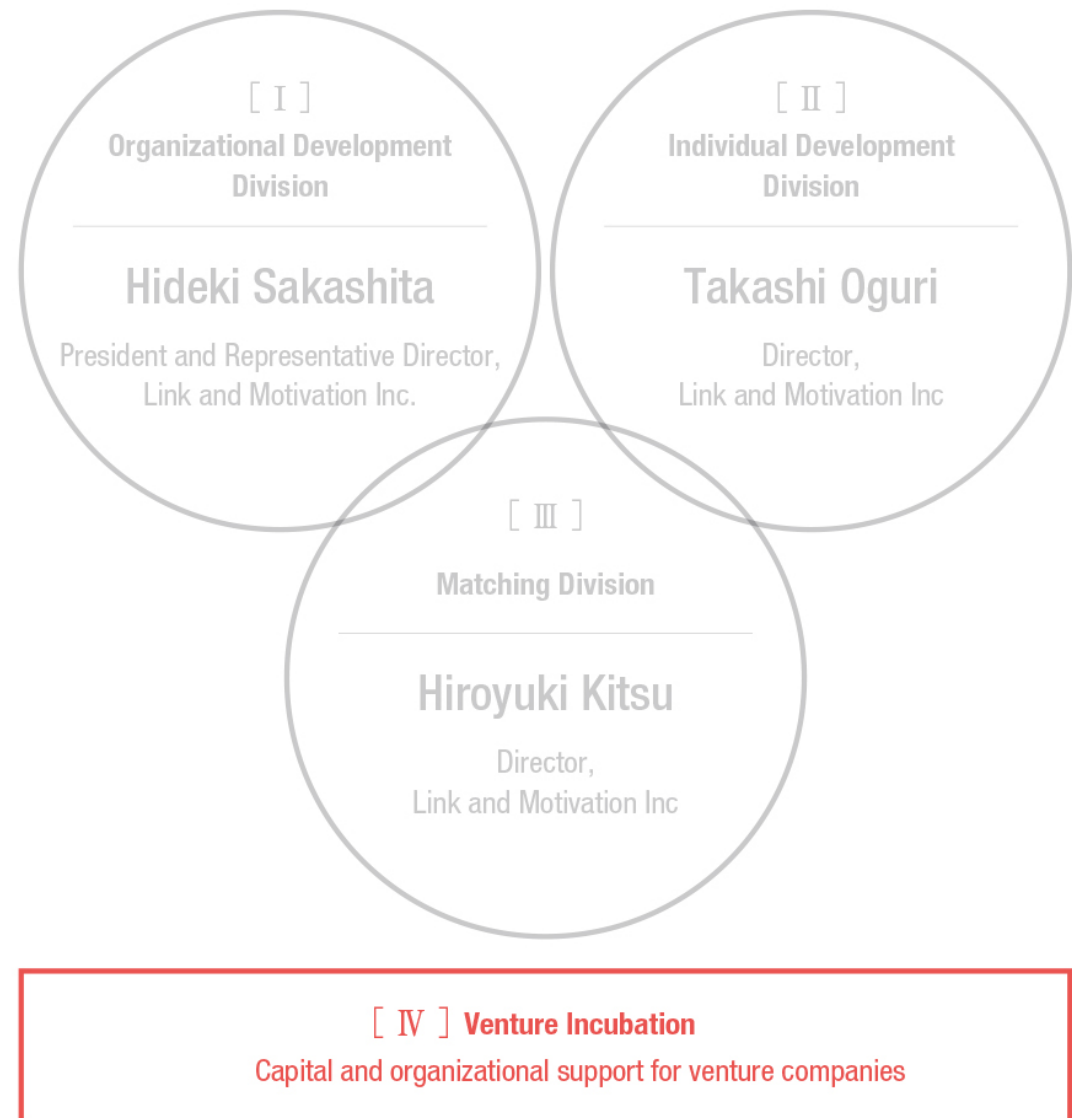 [ Ⅰ ]
Organizational Development
Division
Hideki Sakashita
President and Representative Director,
Link and Motivation Inc.
[ Ⅱ ]
Individual Development
Division
Takashi Oguri
Director,
Link and Motivation Inc
[ Ⅲ ]
Matching Division
Hiroyuki Kitsu
Director,
Link and Motivation Inc
[ Ⅳ ] Venture Incubation
Capital and organizational support for venture companies